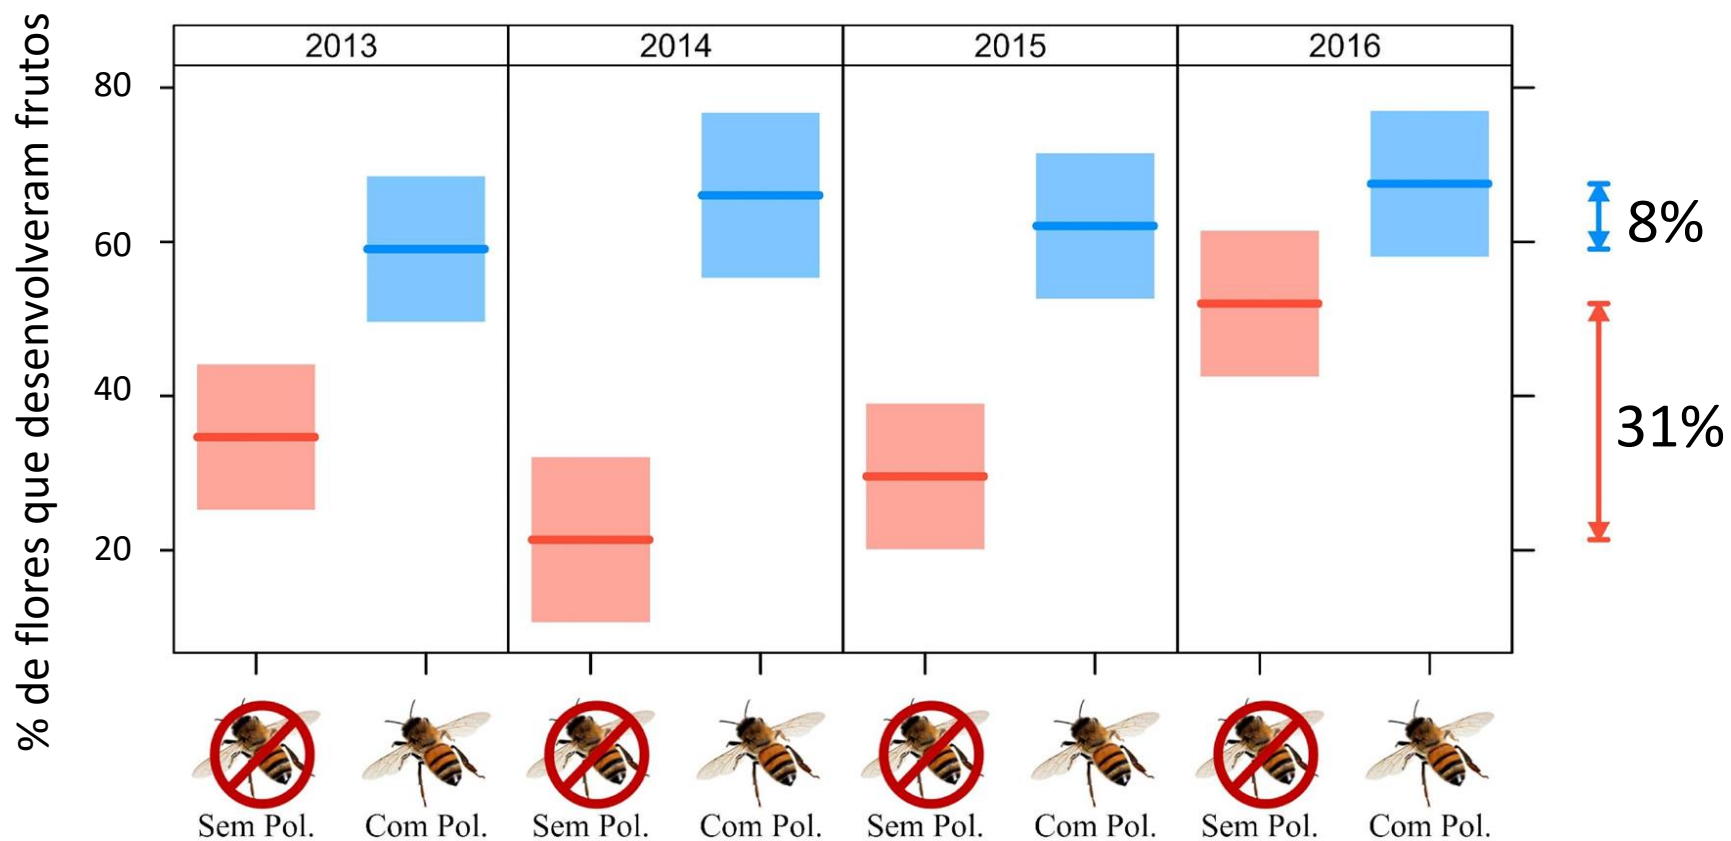 % de flores que desenvolveram frutos
2013 2014 2015 2016
80
60
40
20
8%
31%
Sem Pol. Com Pol. Sem Pol. Com Pol. Sem Pol. Com Pol. Sem Pol. Com Pol.